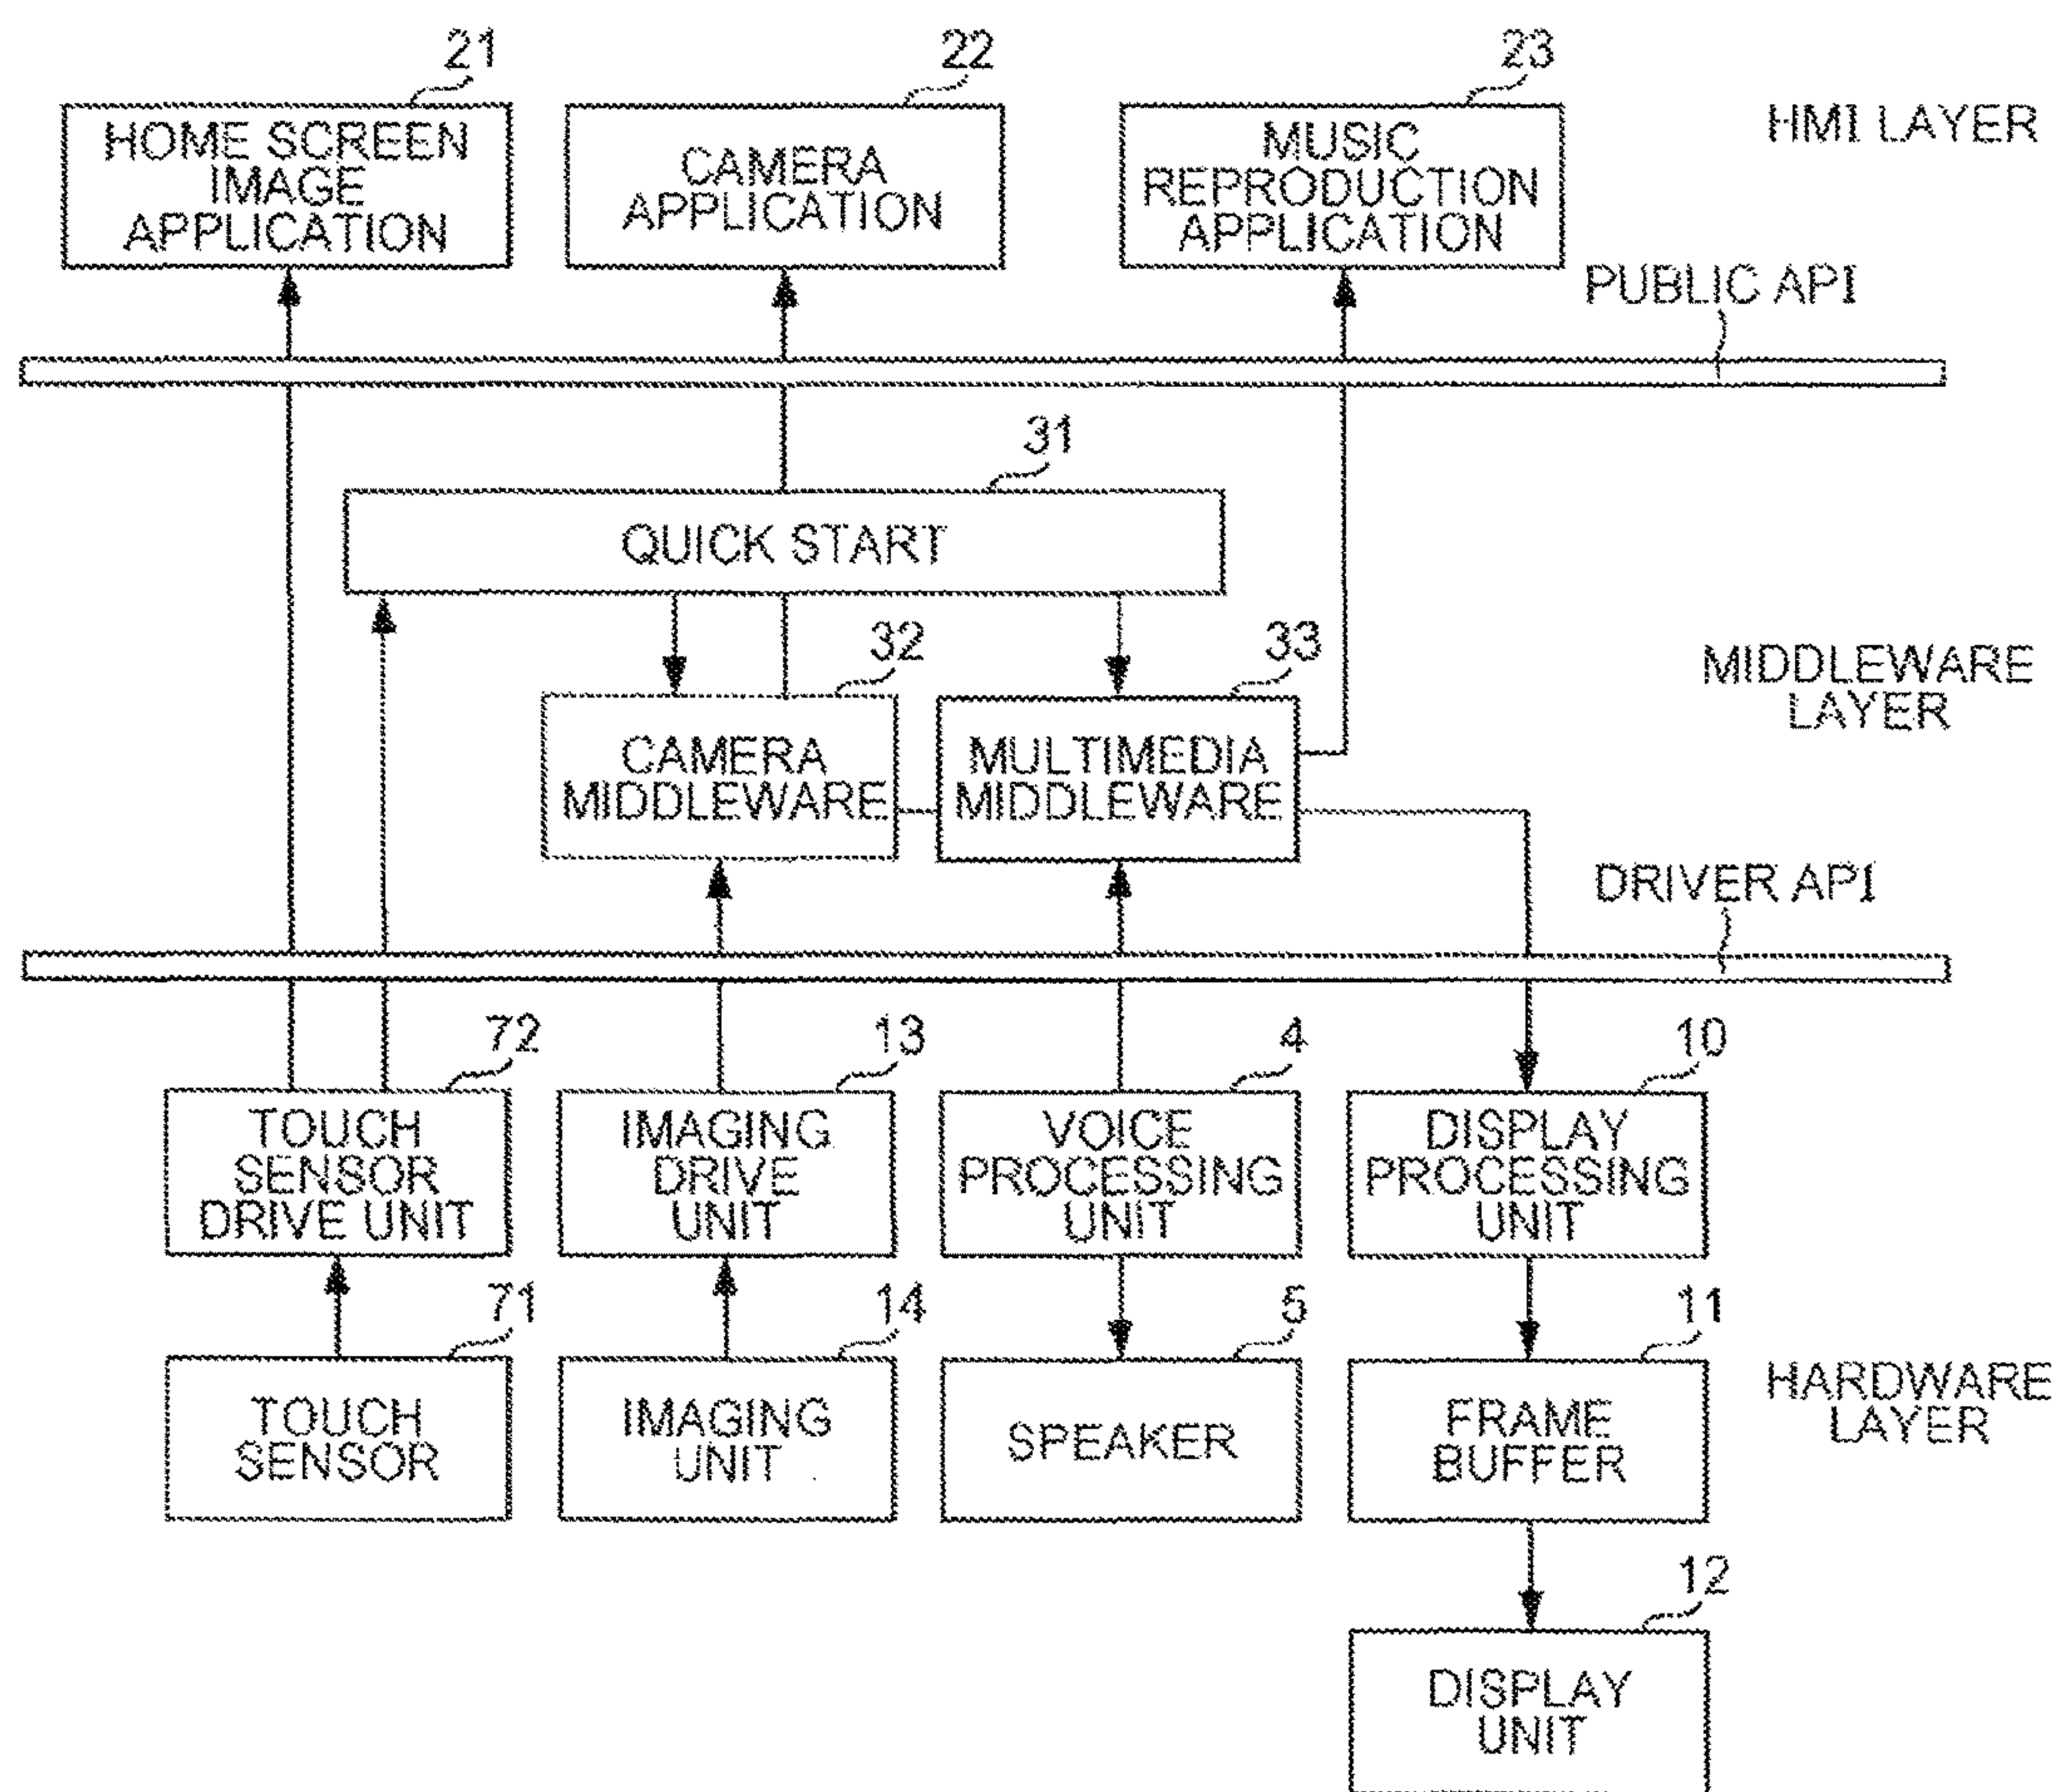 21
22
23
HOME SCREEN
IMAGE
APPLICATION
CAMERA
APPLICATION
MUSIC
REPRODUCTION
APPLICATION
HMI LAYER
PUBLIC API
31
QUICK START
32
33
CAMERA
MIDDLEWARE
MULTIMEDIA
MIDDLEWARE
MIDDLEWARE
LAYER
DRIVER API
72
13
4
10
TOUCH
SENSOR
DRIVE UNIT
IMAGING
DRIVE
UNIT
VOICE
PROCESSING
UNIT
DISPLAY
PROCESSING
UNIT
71
14
5
11
TOUCH
SENSOR
IMAGING
UNIT
SPEAKER
FRAME
BUFFER
HARDWARE
LAYER
12
DISPLAY
UNIT